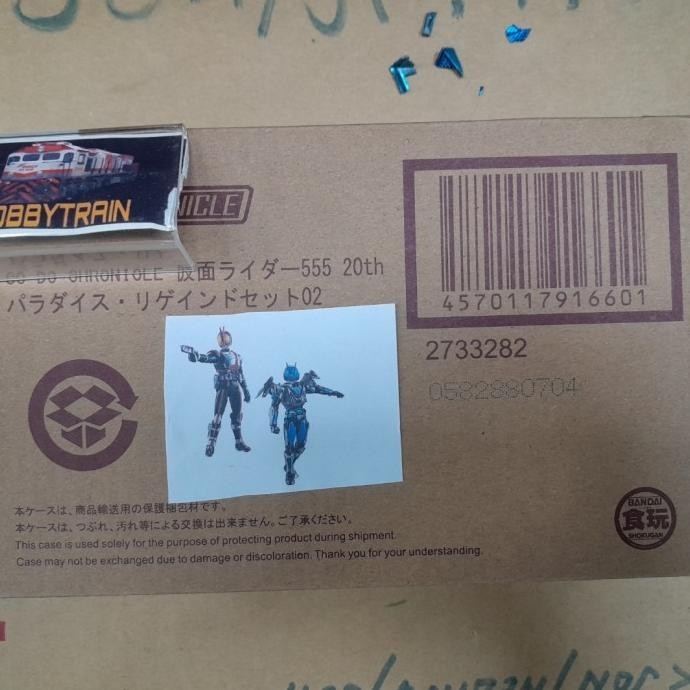 OBBYTRAIN
NICLE
SO-DO CHRONICLE 仮面ライダー555 20th
パラダイス・リゲインドセット02
4570117916601
2733282
0582880704
本ケースは、商品輸送用の保護梱包材です。
本ケースは、つぶれ、汚れ等による交換は出来ません。ご了承ください。
This case is used solely for the purpose of protecting product during shipment.
Case may not be exchanged due to damage or discoloration. Thank you for your understanding.
BANDAI
食玩
SHOKUGAN